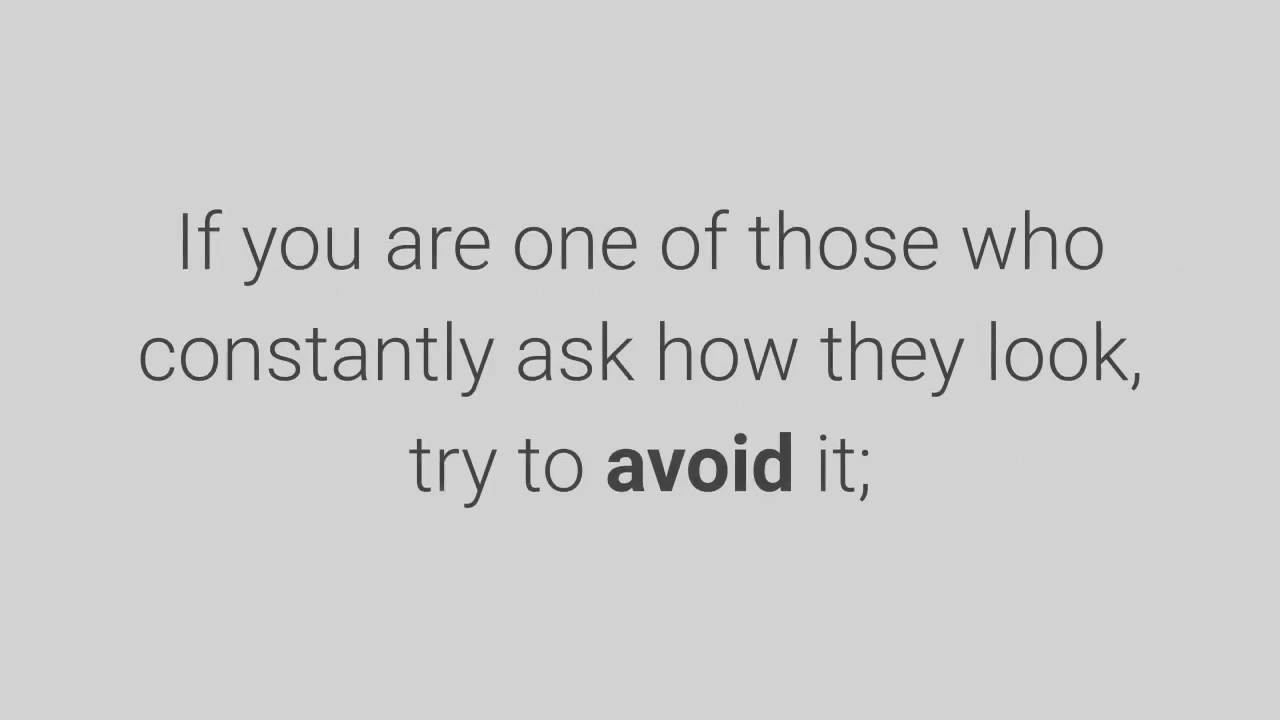 If you are one of those who
constantly ask how they look,
try to avoid it;